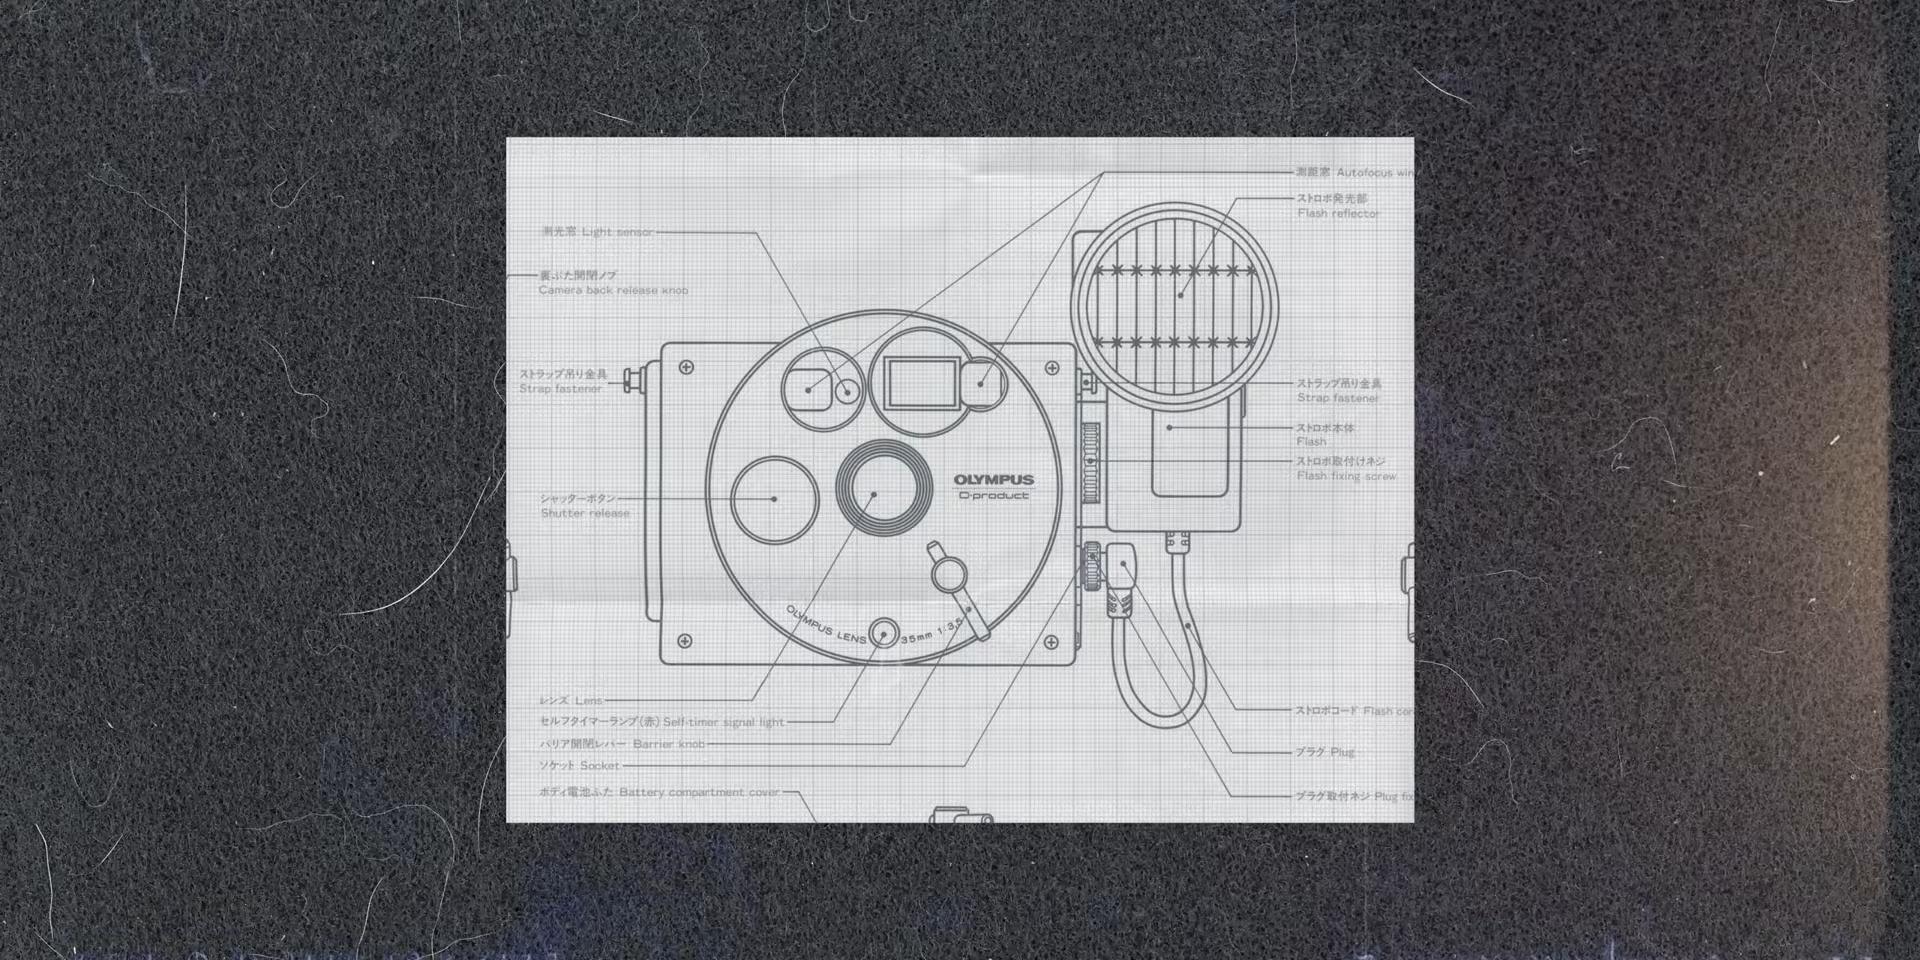 測距窓 Autofocus win
ストロボ発光部
Flash reflector
測光窓 Light sensor
裏ぶた開閉ノブ
Camera back release knob
ストラップ吊り金具
Strap fastener
ストラップ吊り金具
Strap fastener
ストロボ本体
Flash
ストロボ取付けネジ
Flash fixing screw
OLYMPUS
O-product
シャッターボタン
Shutter release
OLYMPUS LENS 35mm 1:3.5
レンズ Lens
セルフタイマーランプ(赤) Self-timer signal light
バリア開閉レバー Barrier knob
ソケット Socket
ボディ電池ぶた Battery compartment cover
ストロボコード Flash cor
プラグ Plug
プラグ取付ネジ Plug fix